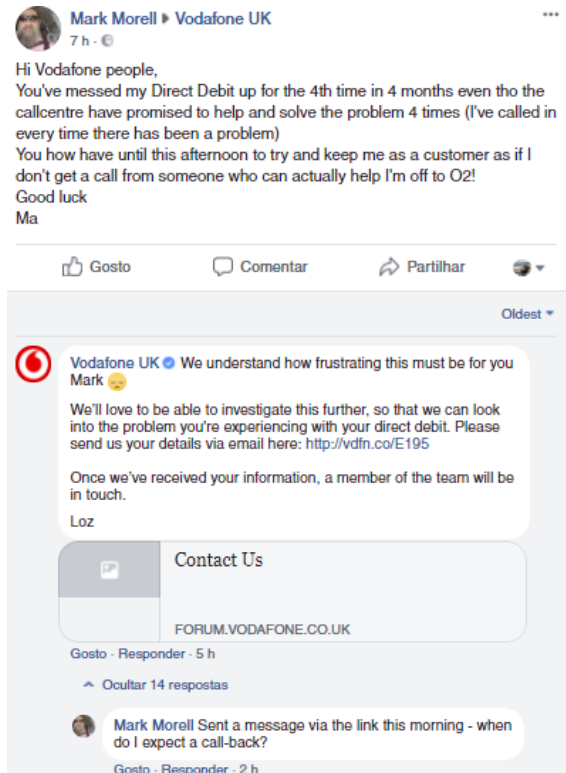 Mark Morell ▸ Vodafone UK
7 h ·
Hi Vodafone people,
You've messed my Direct Debit up for the 4th time in 4 months even tho the
callcentre have promised to help and solve the problem 4 times (I've called in
every time there has been a problem)
You how have until this afternoon to try and keep me as a customer as if I
don't get a call from someone who can actually help I'm off to O2!
Good luck
Ma
Gosto Comentar Partilhar
Oldest
Vodafone UK We understand how frustrating this must be for you
Mark 😞
We'll love to be able to investigate this further, so that we can look
into the problem you're experiencing with your direct debit. Please
send us your details via email here: http://vdfn.co/E195
Once we've received your information, a member of the team will be
in touch.
Loz
Contact Us
FORUM.VODAFONE.CO.UK
Gosto · Responder · 5 h
Ocultar 14 respostas
Mark Morell Sent a message via the link this morning - when
do I expect a call-back?
Gosto · Responder · 2 h